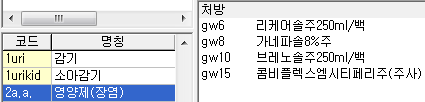 코드 명칭
1uri 감기
1urikid 소아감기
2a,a, 영양제(장염)
처방
gw6 리케어솔주250ml/백
gw8 가네파솔8%주
gw10 브레노솔주250ml/백
gw15 콤비플렉스엠시티페리주(주사)